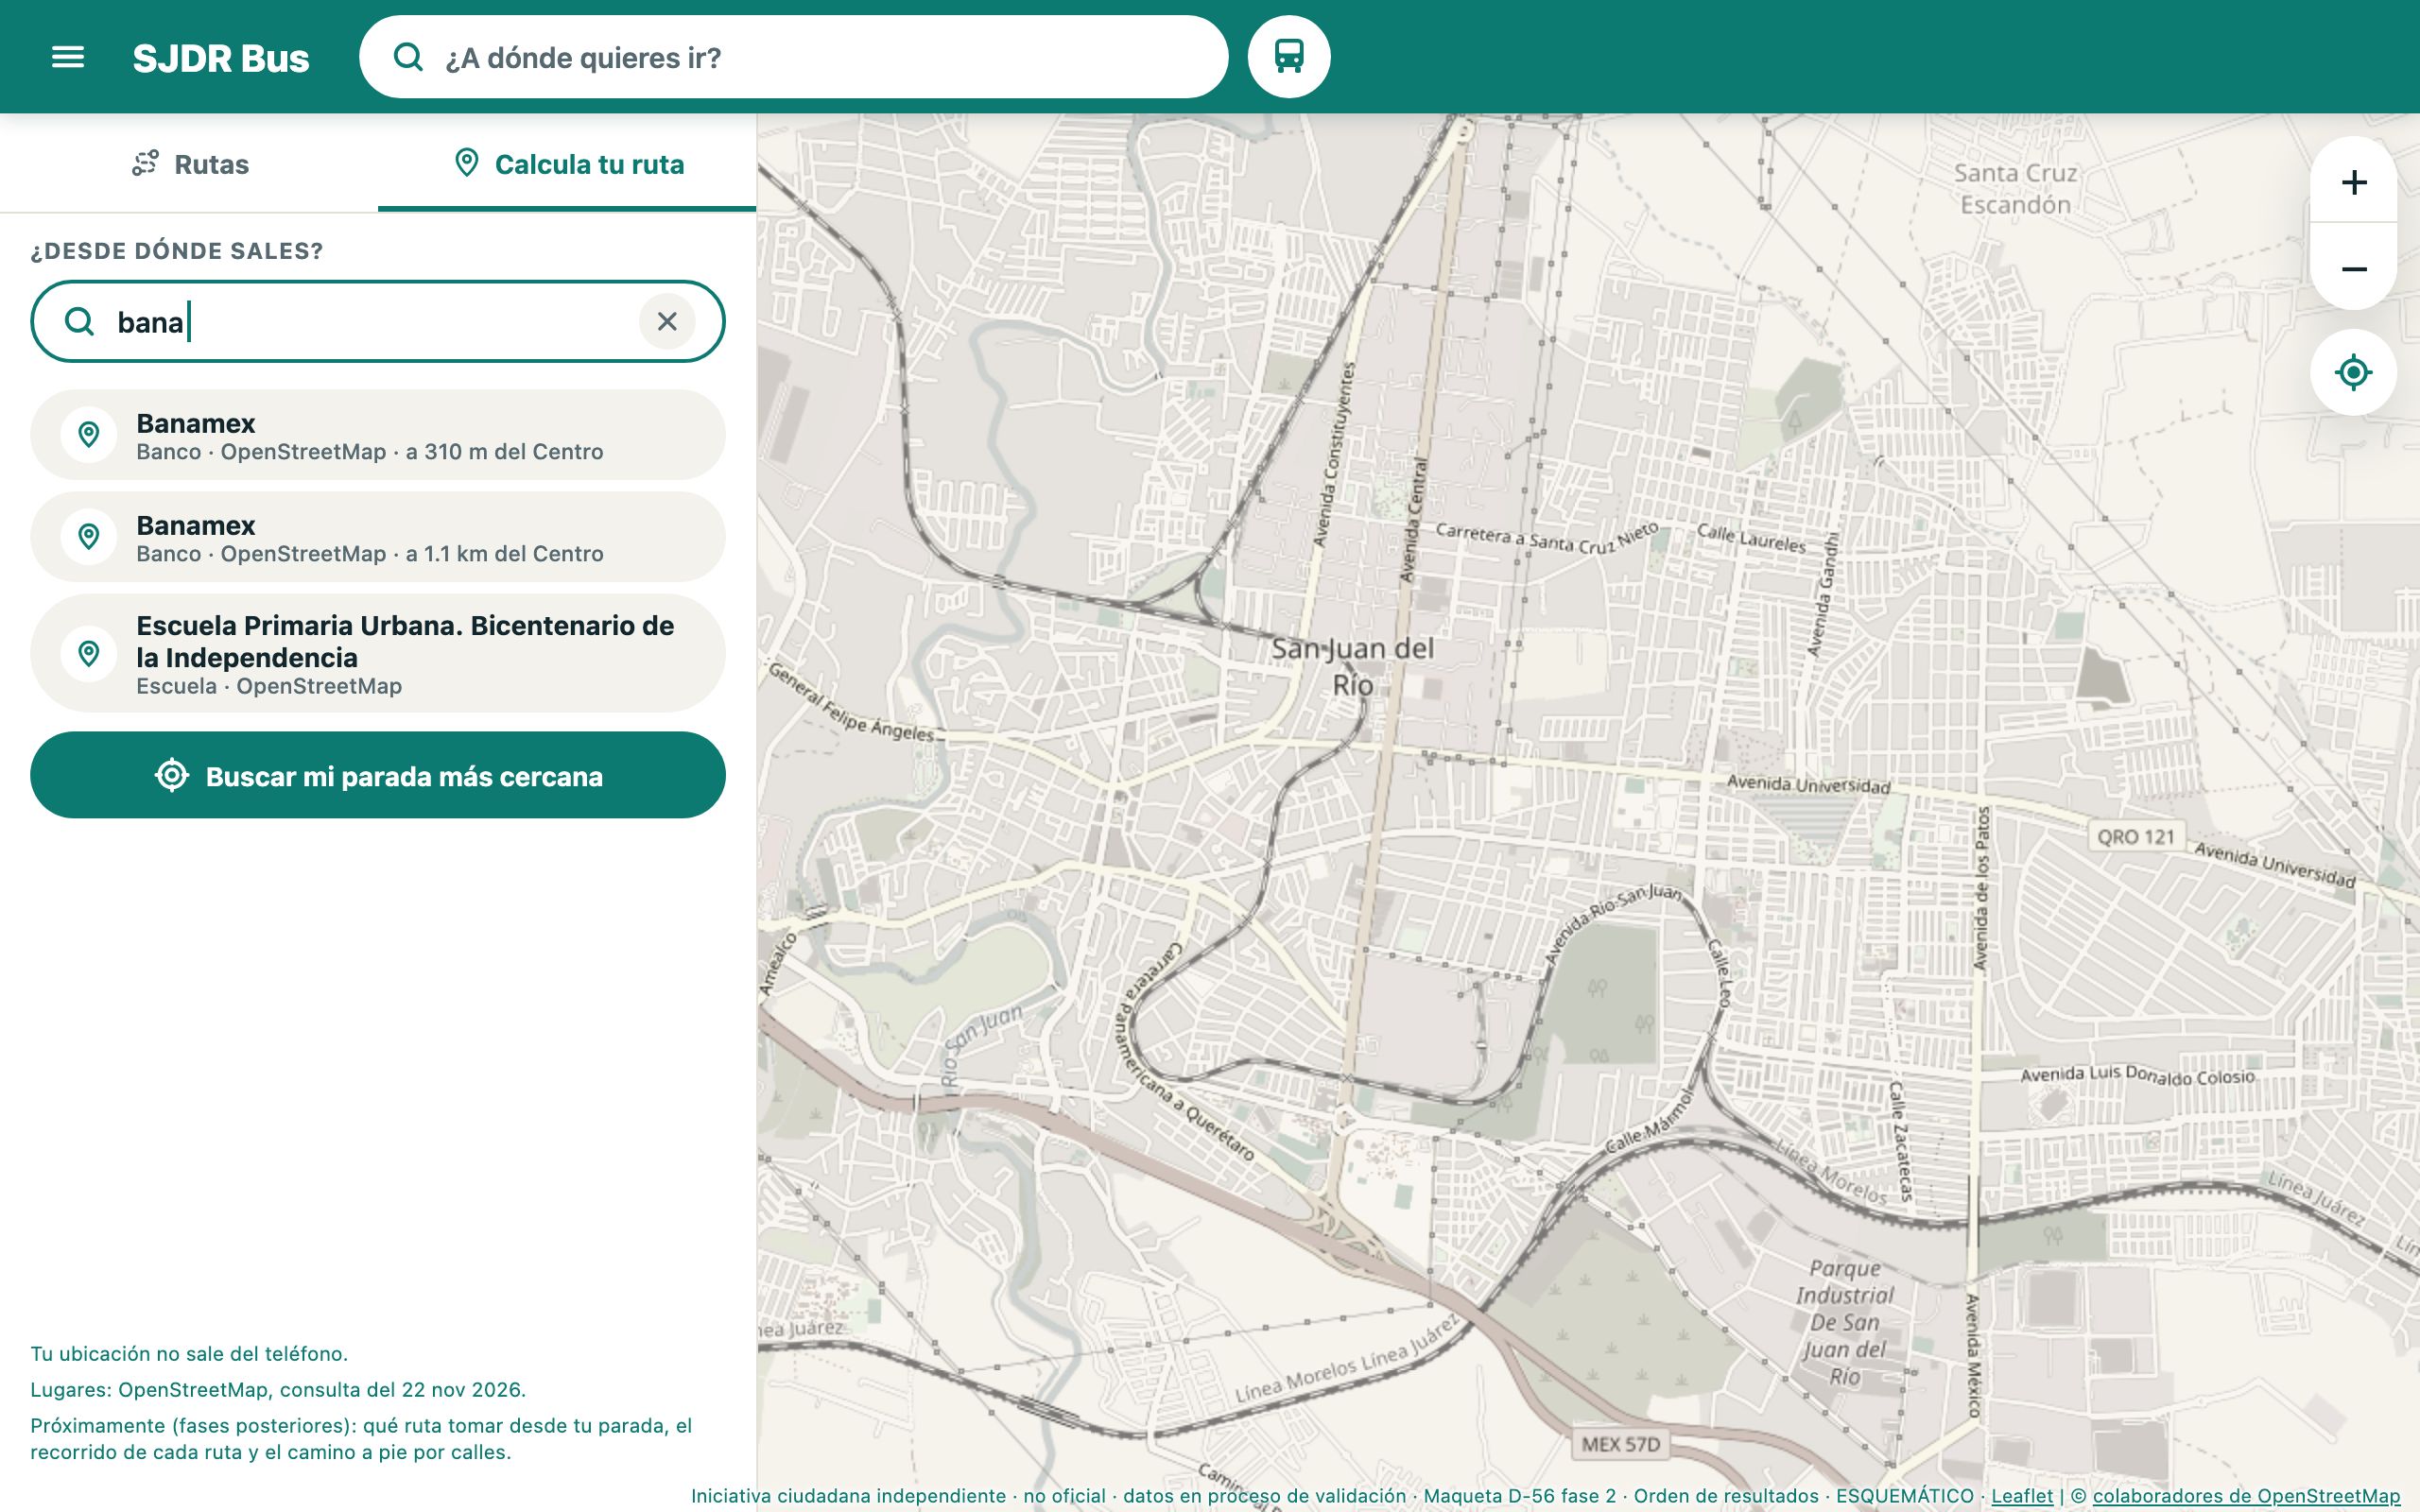 SJDR Bus
¿A dónde quieres ir?
Rutas
Calcula tu ruta
¿DESDE DÓNDE SALES?
bana
Banamex
Banco · OpenStreetMap · a 310 m del Centro
Banamex
Banco · OpenStreetMap · a 1.1 km del Centro
Escuela Primaria Urbana. Bicentenario de
la Independencia
Escuela · OpenStreetMap
Buscar mi parada más cercana
Tu ubicación no sale del teléfono.
Lugares: OpenStreetMap, consulta del 22 nov 2026.
Próximamente (fases posteriores): qué ruta tomar desde tu parada, el
recorrido de cada ruta y el camino a pie por calles.
Santa Cruz
Escandón
+
−
Avenida Constituyentes
Avenida Central
Carretera a Santa Cruz Nieto
Calle Laureles
Avenida Gandhi
San Juan del
Río
General Felipe Ángeles
Avenida Universidad
QRO 121
Avenida Universidad
Avenida de los Patos
Avenida Río San Juan
Calle Leo
Amealco
Carretera Panamericana a Querétaro
Río San Juan
Avenida Luis Donaldo Colosio
Calle Zacatecas
Calle Mármol
Línea Morelos
Línea Juárez
Lín
Parque
Industrial
De San
Juan del
Río
Avenida México
nea Juárez
Línea Morelos Línea Juárez
MEX 57D
Iniciativa ciudadana independiente · no oficial · datos en proceso de validación · Maqueta D-56 fase 2 · Orden de resultados · ESQUEMÁTICO · Leaflet | © colaboradores de OpenStreetMap